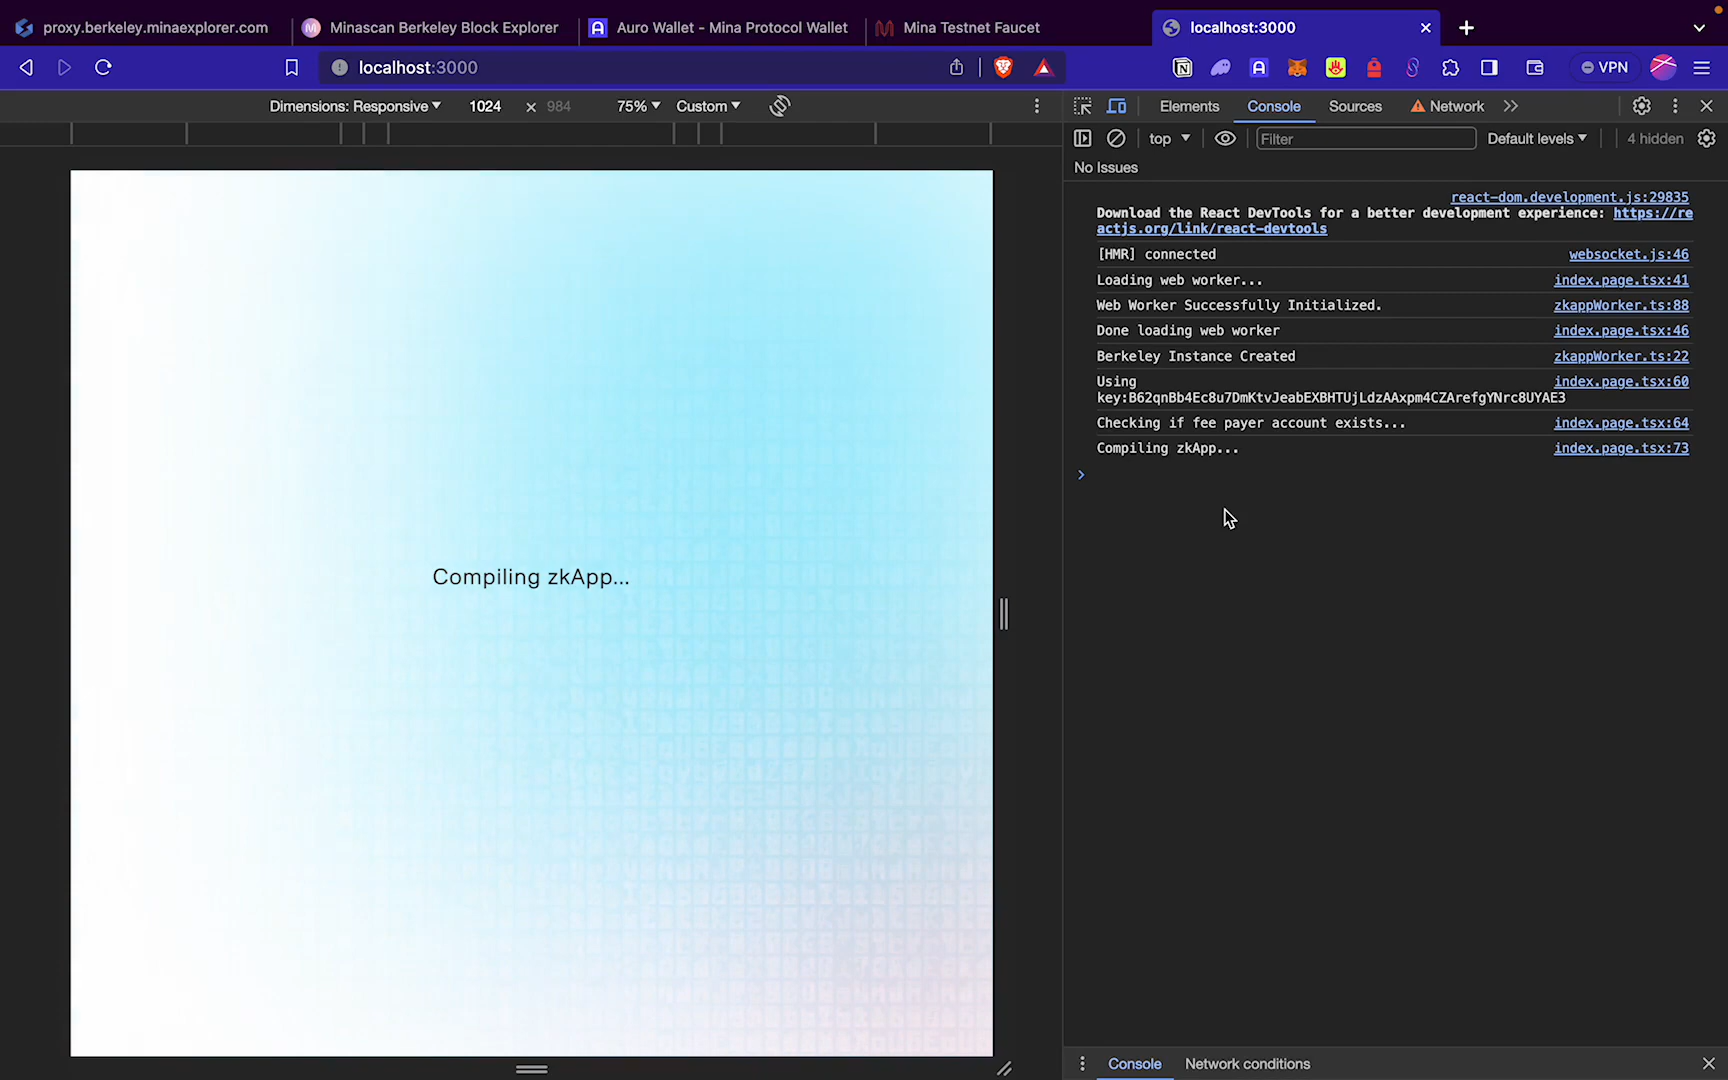 proxy.berkeley.minaexplorer.com
Minascan Berkeley Block Explorer
Auro Wallet - Mina Protocol Wallet
Mina Testnet Faucet
localhost:3000
localhost:3000
VPN
Dimensions: Responsive
1024 × 984
75%
Custom
Elements
Console
Sources
Network
top
Filter
Default levels
4 hidden
No Issues
react-dom.development.js:29835
Download the React DevTools for a better development experience: https://re
actjs.org/link/react-devtools
[HMR] connected websocket.js:46
Loading web worker... index.page.tsx:41
Web Worker Successfully Initialized. zkappWorker.ts:88
Done loading web worker index.page.tsx:46
Berkeley Instance Created zkappWorker.ts:22
Using index.page.tsx:60
key:B62qnBb4Ec8u7DmKtvJeabEXBHTUjLdzAAxpm4CZArefgYNrc8UYAE3
Checking if fee payer account exists... index.page.tsx:64
Compiling zkApp... index.page.tsx:73
Compiling zkApp...
Console
Network conditions